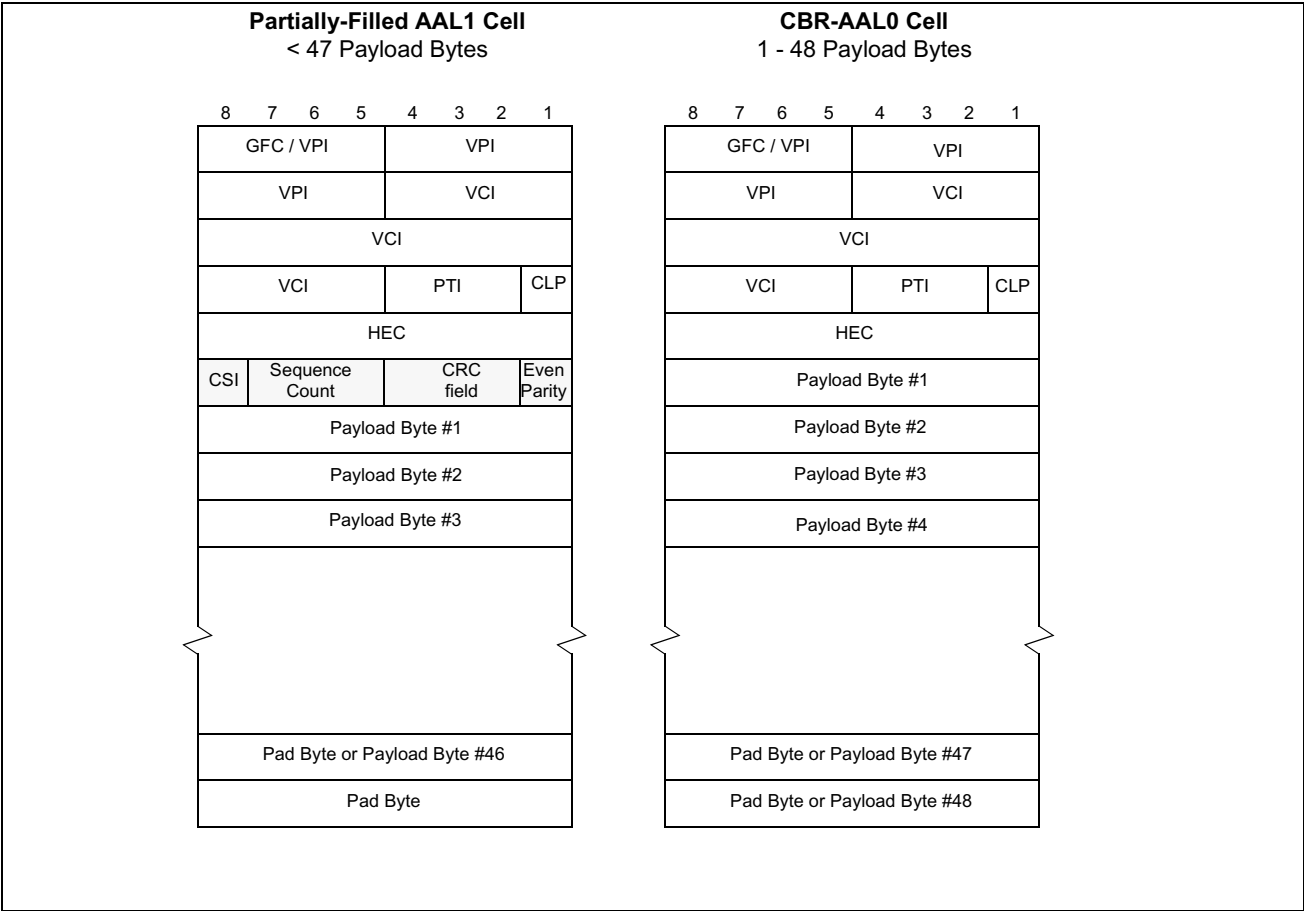 Partially-Filled AAL1 Cell
< 47 Payload Bytes
8 7 6 5 4 3 2 1
GFC / VPI VPI
VPI VCI
VCI
VCI PTI CLP
HEC
CSI Sequence Count CRC field Even Parity
Payload Byte #1
Payload Byte #2
Payload Byte #3
Pad Byte or Payload Byte #46
Pad Byte
CBR-AAL0 Cell
1 - 48 Payload Bytes
8 7 6 5 4 3 2 1
GFC / VPI VPI
VPI VCI
VCI
VCI PTI CLP
HEC
Payload Byte #1
Payload Byte #2
Payload Byte #3
Payload Byte #4
Pad Byte or Payload Byte #47
Pad Byte or Payload Byte #48